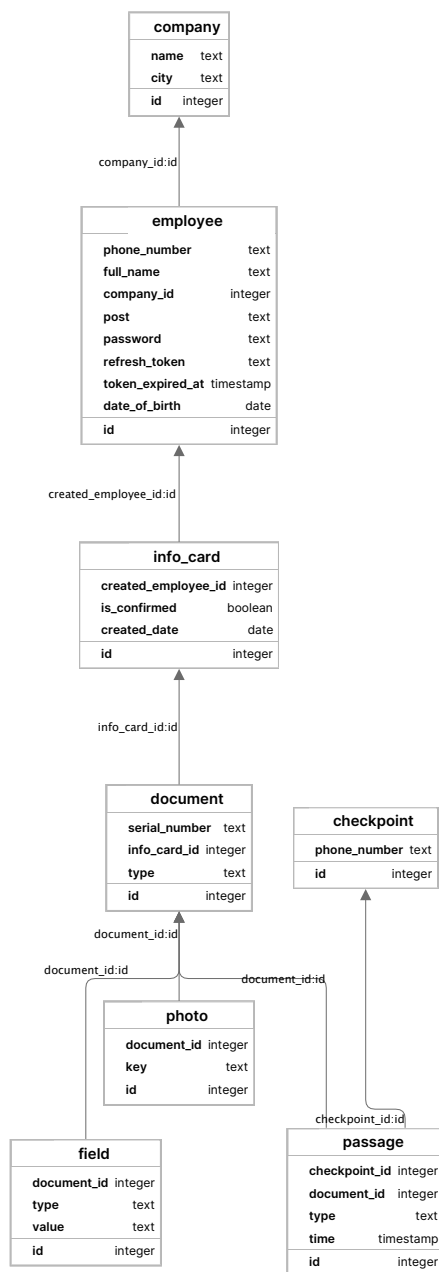 company
name text
city text
id integer
company_id:id
employee
phone_number text
full_name text
company_id integer
post text
password text
refresh_token text
token_expired_at timestamp
date_of_birth date
id integer
created_employee_id:id
info_card
created_employee_id integer
is_confirmed boolean
created_date date
id integer
info_card_id:id
document
serial_number text
info_card_id integer
type text
id integer
checkpoint
phone_number text
id integer
document_id:id
document_id:id
document_id:id
photo
document_id integer
key text
id integer
checkpoint_id:id
field
document_id integer
type text
value text
id integer
passage
checkpoint_id integer
document_id integer
type text
time timestamp
id integer